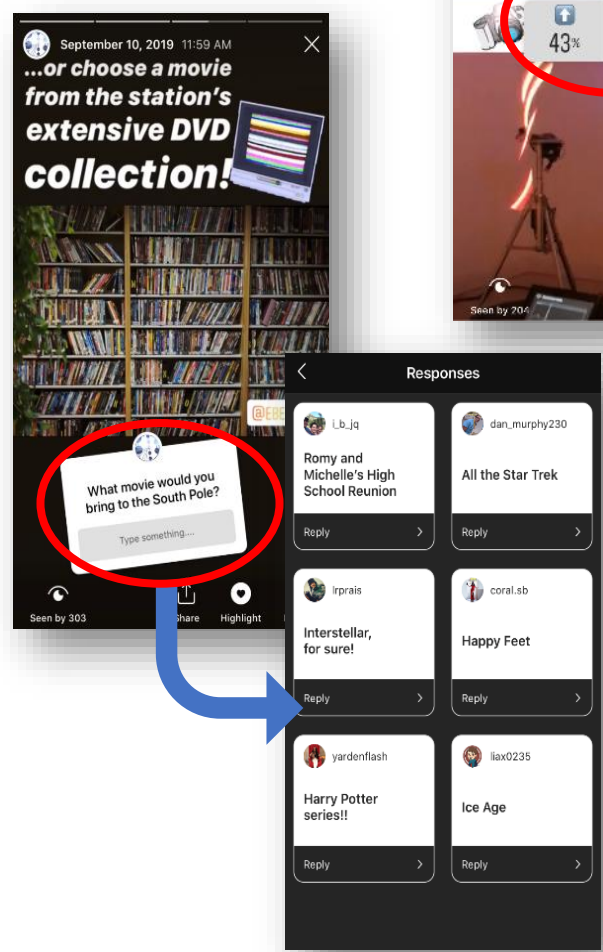 September 10, 2019 11:59 AM
...or choose a movie
from the station's
extensive DVD
collection!
What movie would you
bring to the South Pole?
Type something....
Seen by 303
Share
Highlight
43%
Seen by 204
Responses
i_b_jq
Romy and
Michelle's High
School Reunion
Reply
dan_murphy230
All the Star Trek
Reply
lrprais
Interstellar,
for sure!
Reply
coral.sb
Happy Feet
Reply
yardenflash
Harry Potter
series!!
Reply
liax0235
Ice Age
Reply